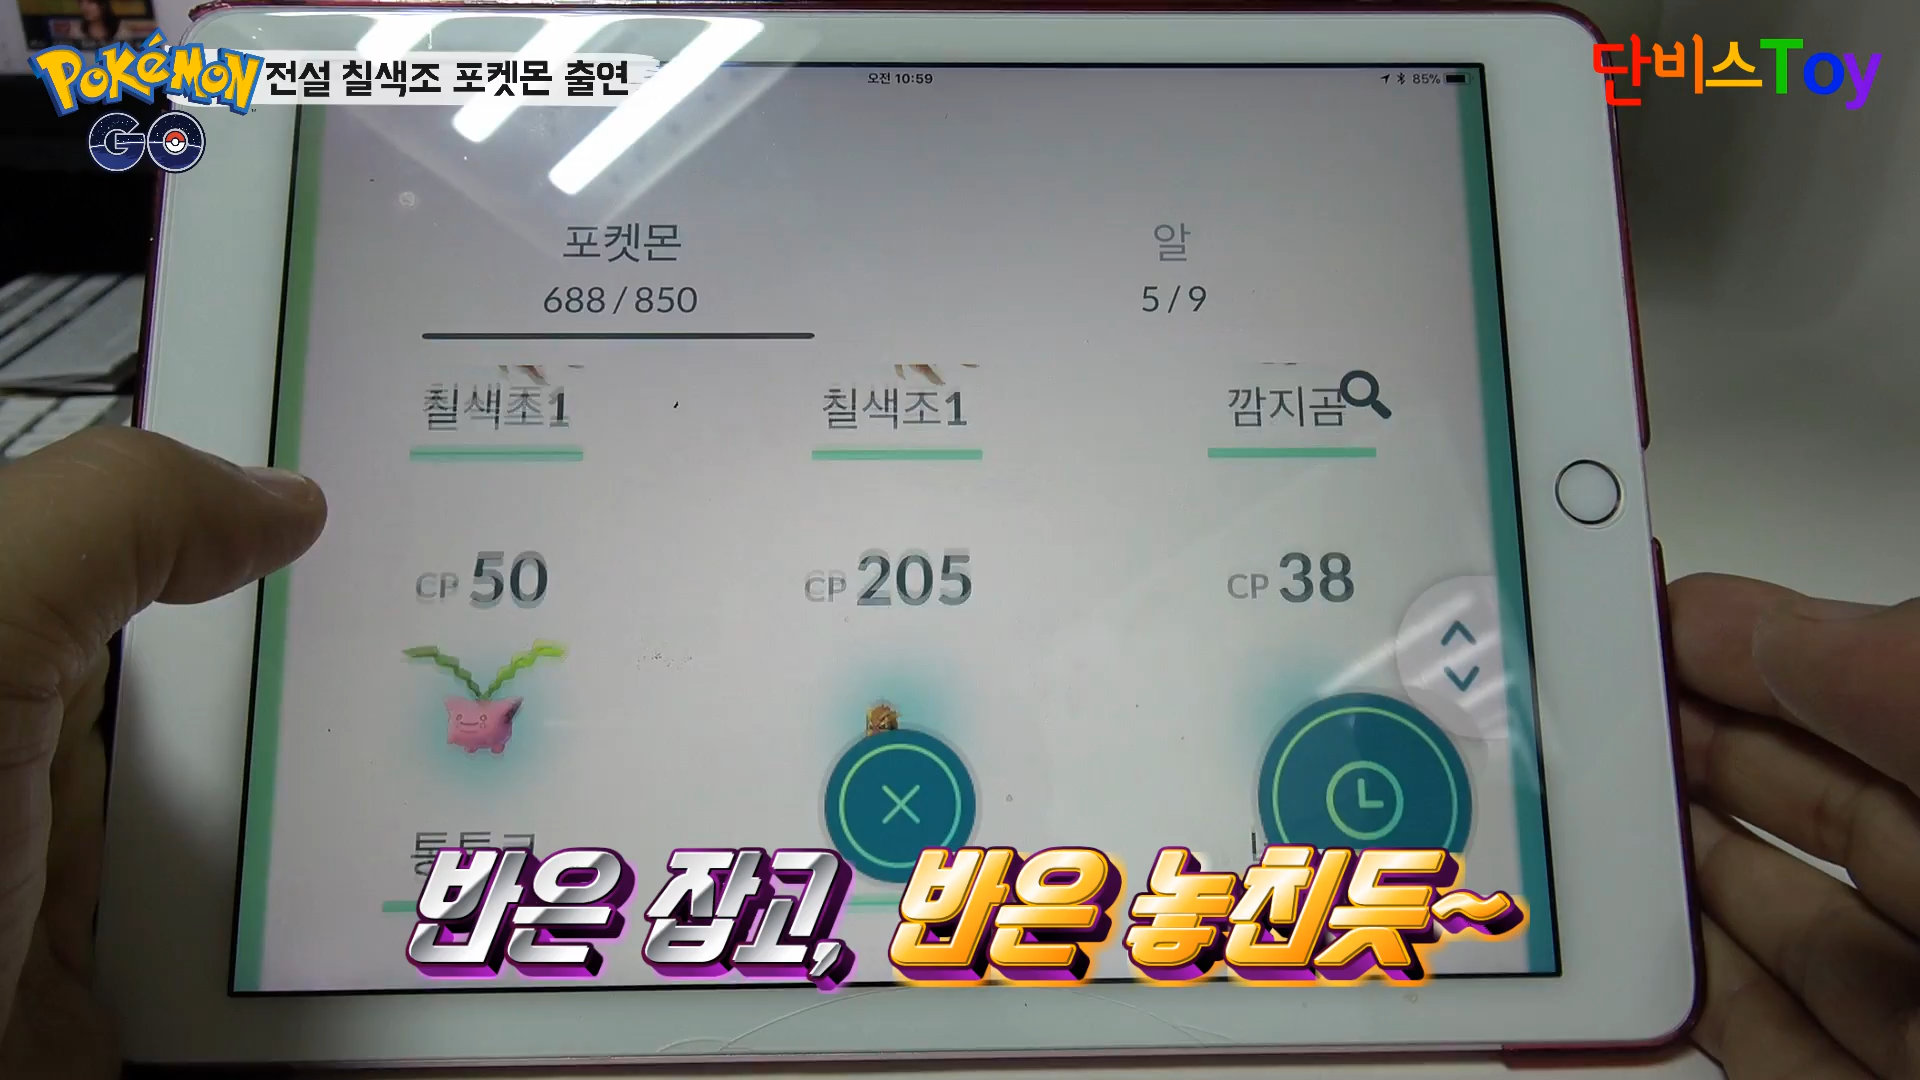 POKéMON
GO
전설 칠색조 포켓몬 출연
단비스Toy
오전 10:59
85%
포켓몬
알
688 / 850
5 / 9
칠색조1
칠색조1
깜지곰
CP 50
CP 205
CP 38
통통코
반은 잡고, 반은 놓친듯~